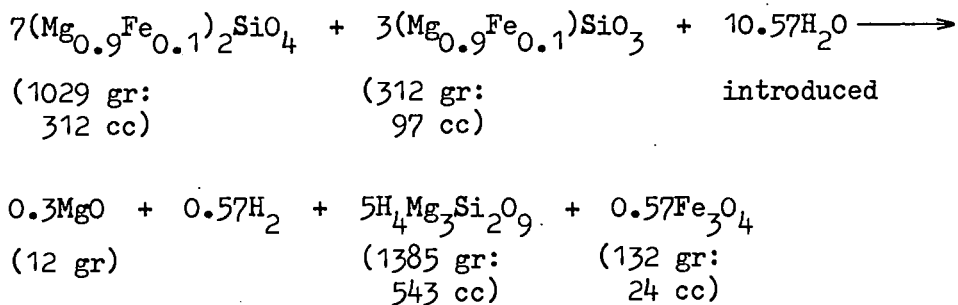 7(Mg₀.₉Fe₀.₁)₂SiO₄ + 3(Mg₀.₉Fe₀.₁)SiO₃ + 10.57H₂O ⟶
(1029 gr: (312 gr: introduced
312 cc) 97 cc)
0.3MgO + 0.57H₂ + 5H₄Mg₃Si₂O₉ + 0.57Fe₃O₄
(12 gr) (1385 gr: (132 gr:
543 cc) 24 cc)